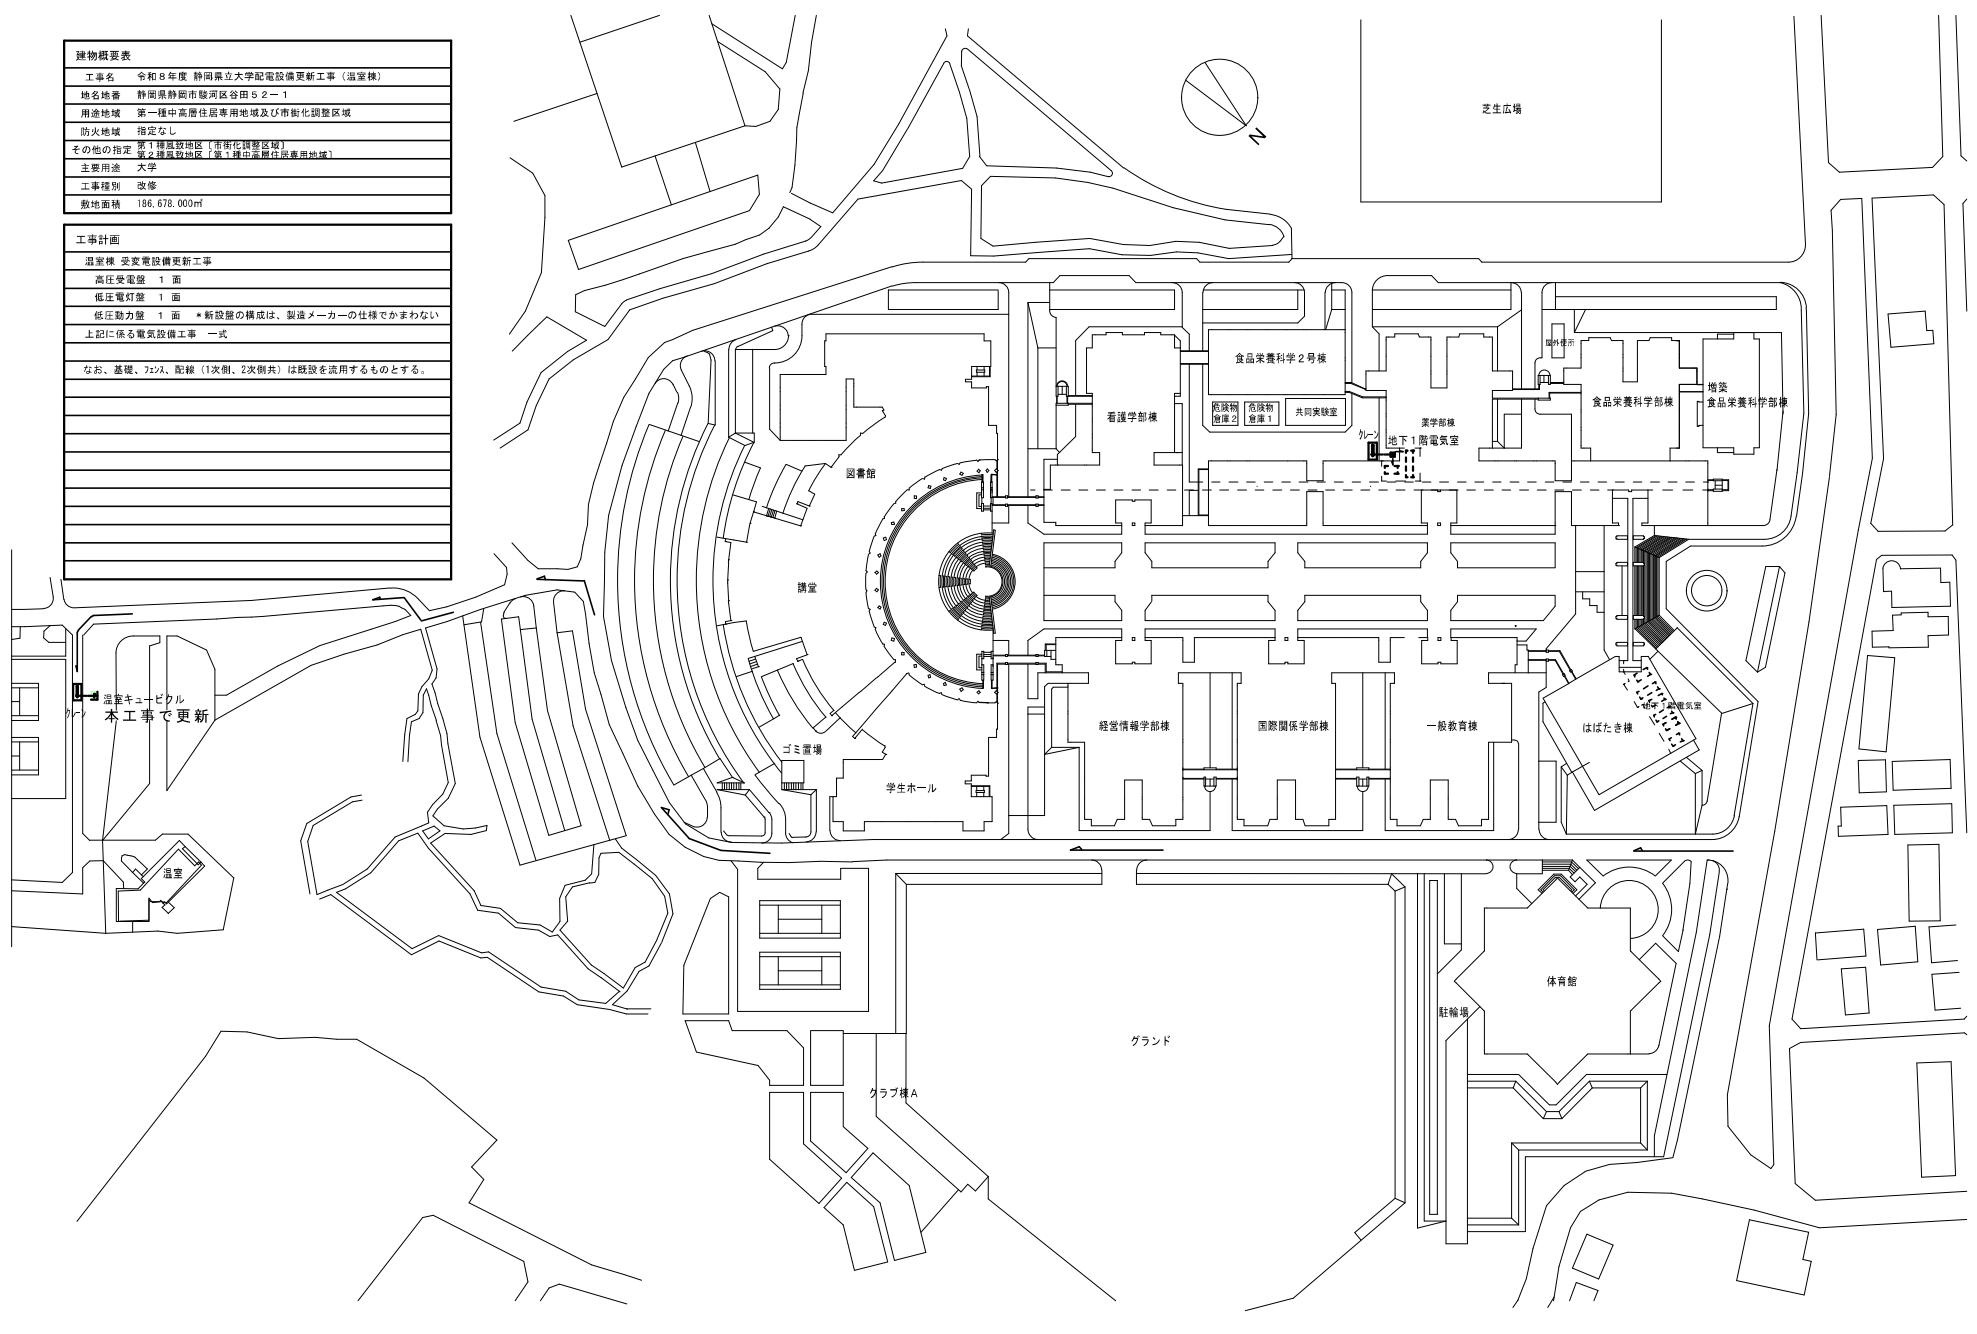 建物概要表
工事名 令和８年度 静岡県立大学配電設備更新工事（温室棟）
地名地番 静岡県静岡市駿河区谷田５２－１
用途地域 第一種中高層住居専用地域及び市街化調整区域
防火地域 指定なし
その他の指定 第１種風致地区［市街化調整区域］
第２種風致地区［第１種中高層住居専用地域］
主要用途 大学
工事種別 改修
敷地面積 186,678.000㎡
工事計画
温室棟 受変電設備更新工事
高圧受電盤 １ 面
低圧電灯盤 １ 面
低圧動力盤 １ 面 ＊新設盤の構成は、製造メーカーの仕様でかまわない
上記に係る電気設備工事 一式
なお、基礎、ﾌｪﾝｽ、配線（1次側、2次側共）は既設を流用するものとする。
N
芝生広場
屋外便所
食品栄養科学２号棟
増築
食品栄養科学部棟
食品栄養科学部棟
危険物
倉庫２
危険物
倉庫１
共同実験室
看護学部棟
薬学部棟
ｸﾚｰﾝ
地下１階電気室
図書館
講堂
温室キュービクル
ｸﾚｰﾝ
本工事で更新
地下１階電気室
経営情報学部棟
国際関係学部棟
一般教育棟
はばたき棟
ゴミ置場
学生ホール
温室
体育館
駐輪場
グランド
クラブ棟Ａ